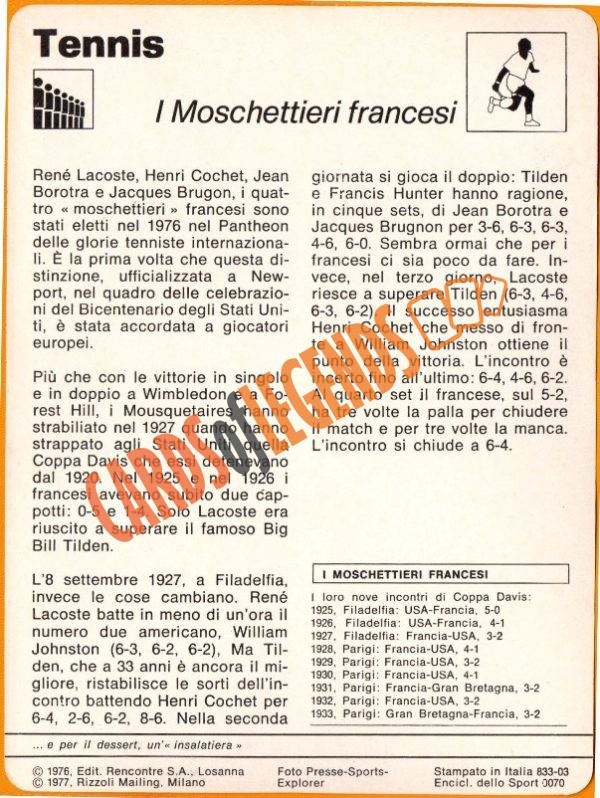 Tennis
I Moschettieri francesi
René Lacoste, Henri Cochet, Jean
Borotra e Jacques Brugon, i quat-
tro « moschettieri » francesi sono
stati eletti nel 1976 nel Pantheon
delle glorie tenniste internaziona-
li. È la prima volta che questa di-
stinzione, ufficializzata a New-
port, nel quadro delle celebrazio-
ni del Bicentenario degli Stati Uni-
ti, è stata accordata a giocatori
europei.
Più che con le vittorie in singolo
e in doppio a Wimbledon e a Fo-
rest Hill, i Mousquetaires hanno
strabiliato nel 1927 quanno hanno
strappato agli Stati Uniti quella
Coppa Davis che essi detenevano
dal 1920. Nel 1925 e nel 1926 i
francesi avevano subito due cap-
potti: 0-5 e 1-4. Solo Lacoste era
riuscito a superare il famoso Big
Bill Tilden.
L'8 settembre 1927, a Filadelfia,
invece le cose cambiano. René
Lacoste batte in meno di un'ora il
numero due americano, William
Johnston (6-3, 6-2, 6-2), Ma Til-
den, che a 33 anni è ancora il mi-
gliore, ristabilisce le sorti dell'in-
contro battendo Henri Cochet per
6-4, 2-6, 6-2, 8-6. Nella seconda
giornata si gioca il doppio: Tilden
e Francis Hunter hanno ragione,
in cinque sets, di Jean Borotra e
Jacques Brugnon per 3-6, 6-3, 6-3,
4-6, 6-0. Sembra ormai che per i
francesi ci sia poco da fare. In-
vece, nel terzo giorno, Lacoste
riesce a superare Tilden (6-3, 4-6,
6-3, 6-2). Il successo entusiasma
Henri Cochet che messo di fron-
te a William Johnston ottiene il
punto della vittoria. L'incontro è
incerto fino all'ultimo: 6-4, 4-6, 6-2.
Al quarto set il francese, sul 5-2,
ha tre volte la palla per chiudere
il match e per tre volte la manca.
L'incontro si chiude a 6-4.
I MOSCHETTIERI FRANCESI
I loro nove incontri di Coppa Davis:
1925, Filadelfia: USA-Francia, 5-0
1926, Filadelfia: USA-Francia, 4-1
1927, Filadelfia: Francia-USA, 3-2
1928, Parigi: Francia-USA, 4-1
1929, Parigi: Francia-USA, 3-2
1930, Parigi: Francia-USA, 4-1
1931, Parigi: Francia-Gran Bretagna, 3-2
1932, Parigi: Francia-USA, 3-2
1933, Parigi: Gran Bretagna-Francia, 3-2
... e per il dessert, un'« insalatiera »
© 1976, Edit. Rencontre S.A., Losanna
© 1977, Rizzoli Mailing, Milano
Foto Presse-Sports-
Explorer
Stampato in Italia 833-03
Encicl. dello Sport 0070
CARDS of LEGENDS